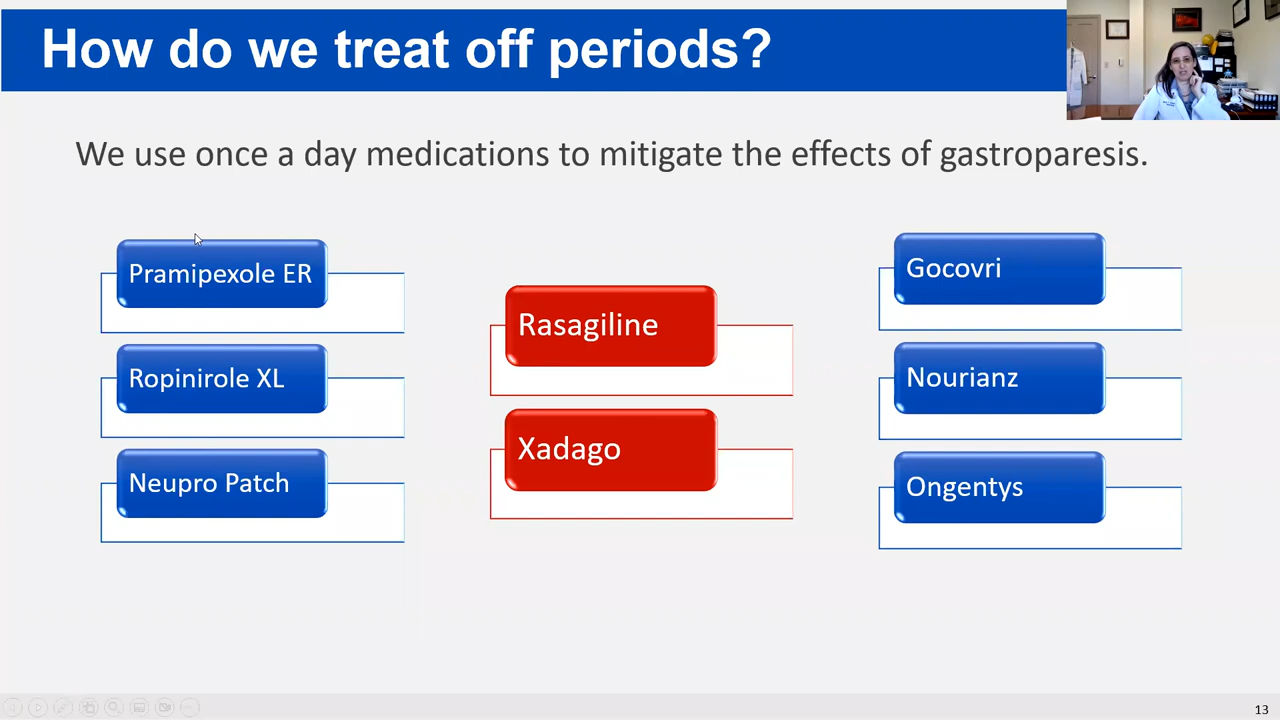 How do we treat off periods?
We use once a day medications to mitigate the effects of gastroparesis.
Pramipexole ER
Ropinirole XL
Neupro Patch
Rasagiline
Xadago
Gocovri
Nourianz
Ongentys
13